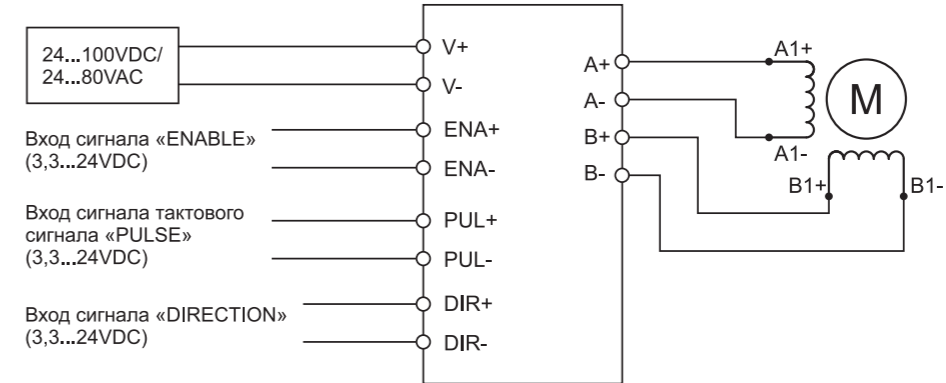 24...100VDC/
24...80VAC
Вход сигнала «ENABLE»
(3,3...24VDC)
Вход сигнала тактового
сигнала «PULSE»
(3,3...24VDC)
Вход сигнала «DIRECTION»
(3,3...24VDC)
V+
V-
ENA+
ENA-
PUL+
PUL-
DIR+
DIR-
A+
A-
B+
B-
A1+
A1-
M
B1+
B1-